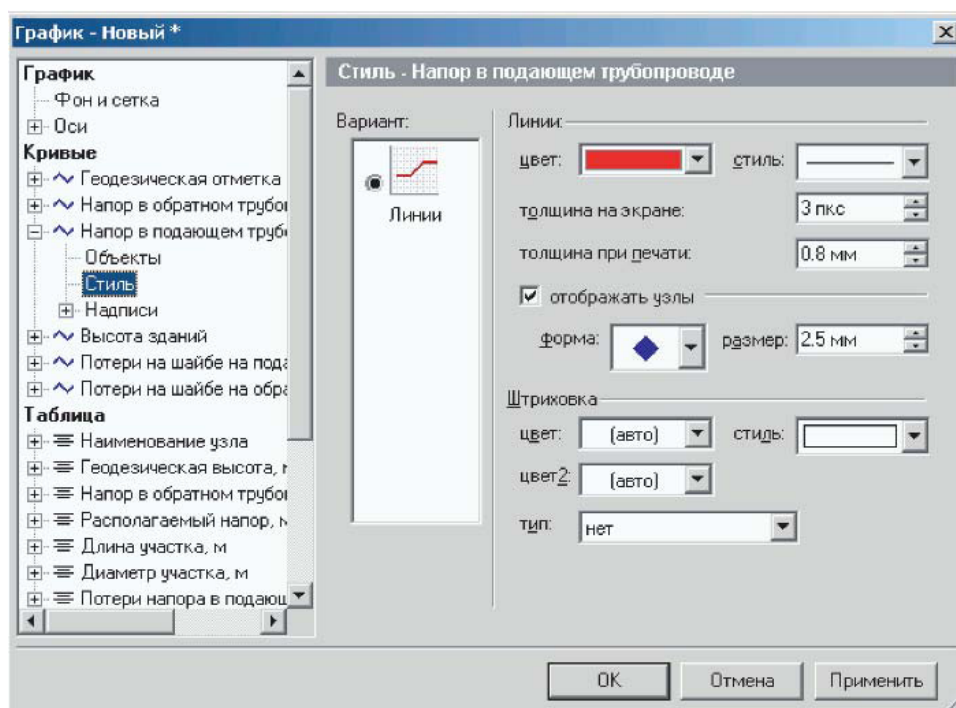 График - Новый *
График
Фон и сетка
Оси
Кривые
Геодезическая отметка
Напор в обратном трубо
Напор в подающем труб
Объекты
Стиль
Надписи
Высота зданий
Потери на шайбе на пода
Потери на шайбе на обра
Таблица
Наименование узла
Геодезическая высота, м
Напор в обратном трубо
Располагаемый напор, м
Длина участка, м
Диаметр участка, м
Потери напора в подающ
Стиль - Напор в подающем трубопроводе
Вариант:
Линии
Линии:
цвет:
стиль:
толщина на экране:
3 пкс
толщина при печати:
0.8 мм
отображать узлы
форма:
размер:
2.5 мм
Штриховка
цвет:
(авто)
стиль:
цвет2:
(авто)
тип:
нет
OK
Отмена
Применить